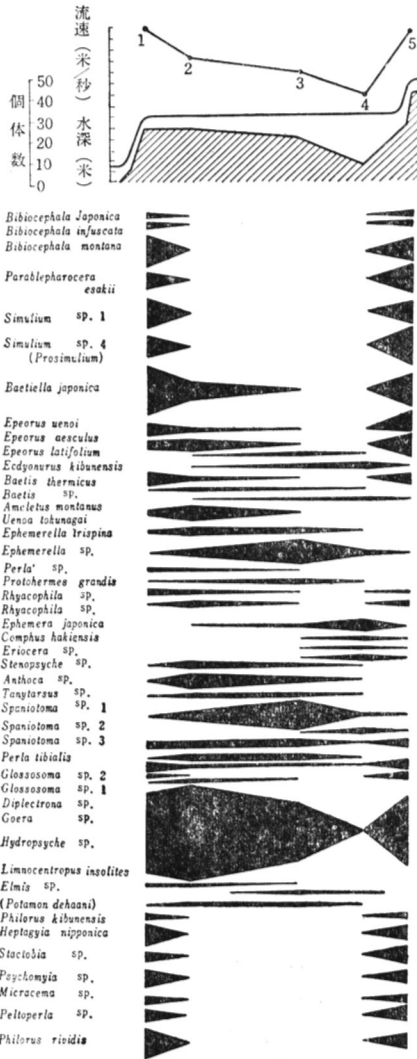 流速（米／秒）水深（米）
個体数
50
40
30
20
10
0
1
2
3
4
5
Bibiocephala Japonica
Bibiocephala infuscata
Bibiocephala montana
Parablepharocera
esakii
Simulium sp. 1
Simulium sp. 4
(Prosimulium)
Baetiella japonica
Epeorus uenoi
Epeorus aesculus
Epeorus latifolium
Ecdyonurus kibunensis
Baetis thermicus
Baetis sp.
Ameletus montanus
Uenoa tokunagai
Ephemerella trispina
Ephemerella sp.
Perla sp.
Protohermes grandis
Rhyacophila sp.
Rhyacophila sp.
Ephemera japonica
Comphus hakiensis
Eriocera sp.
Stenopsyche sp.
Anthoca sp.
Tanytarsus sp.
Spaniotoma sp. 1
Spaniotoma sp. 2
Spaniotoma sp. 3
Perla tibialis
Glossosoma sp. 2
Glossosoma sp. 1
Diplectrona sp.
Goera sp.
Hydropsyche sp.
Limnocentropus insolites
Elmis sp.
(Potamon dehaani)
Philorus kibunensis
Heptagyia nipponica
Stactobia sp.
Psychomyia sp.
Micracema sp.
Peltoperla sp.
Philorus rividis